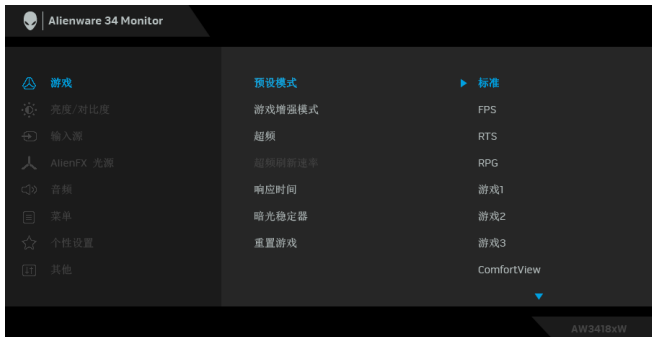 Alienware 34 Monitor
游戏 预设模式 标准
亮度/对比度 游戏增强模式 FPS
输入源 超频 RTS
AlienFX 光源 超频刷新速率 RPG
音频 响应时间 游戏1
菜单 暗光稳定器 游戏2
个性设置 重置游戏 游戏3
其他 ComfortView
AW3418xW